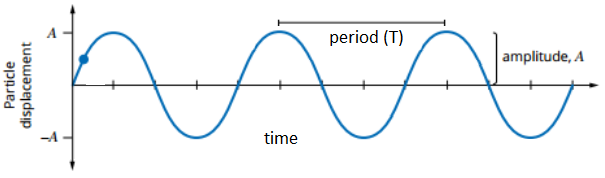 A
period (T)
amplitude, A
Particle
displacement
–A
time